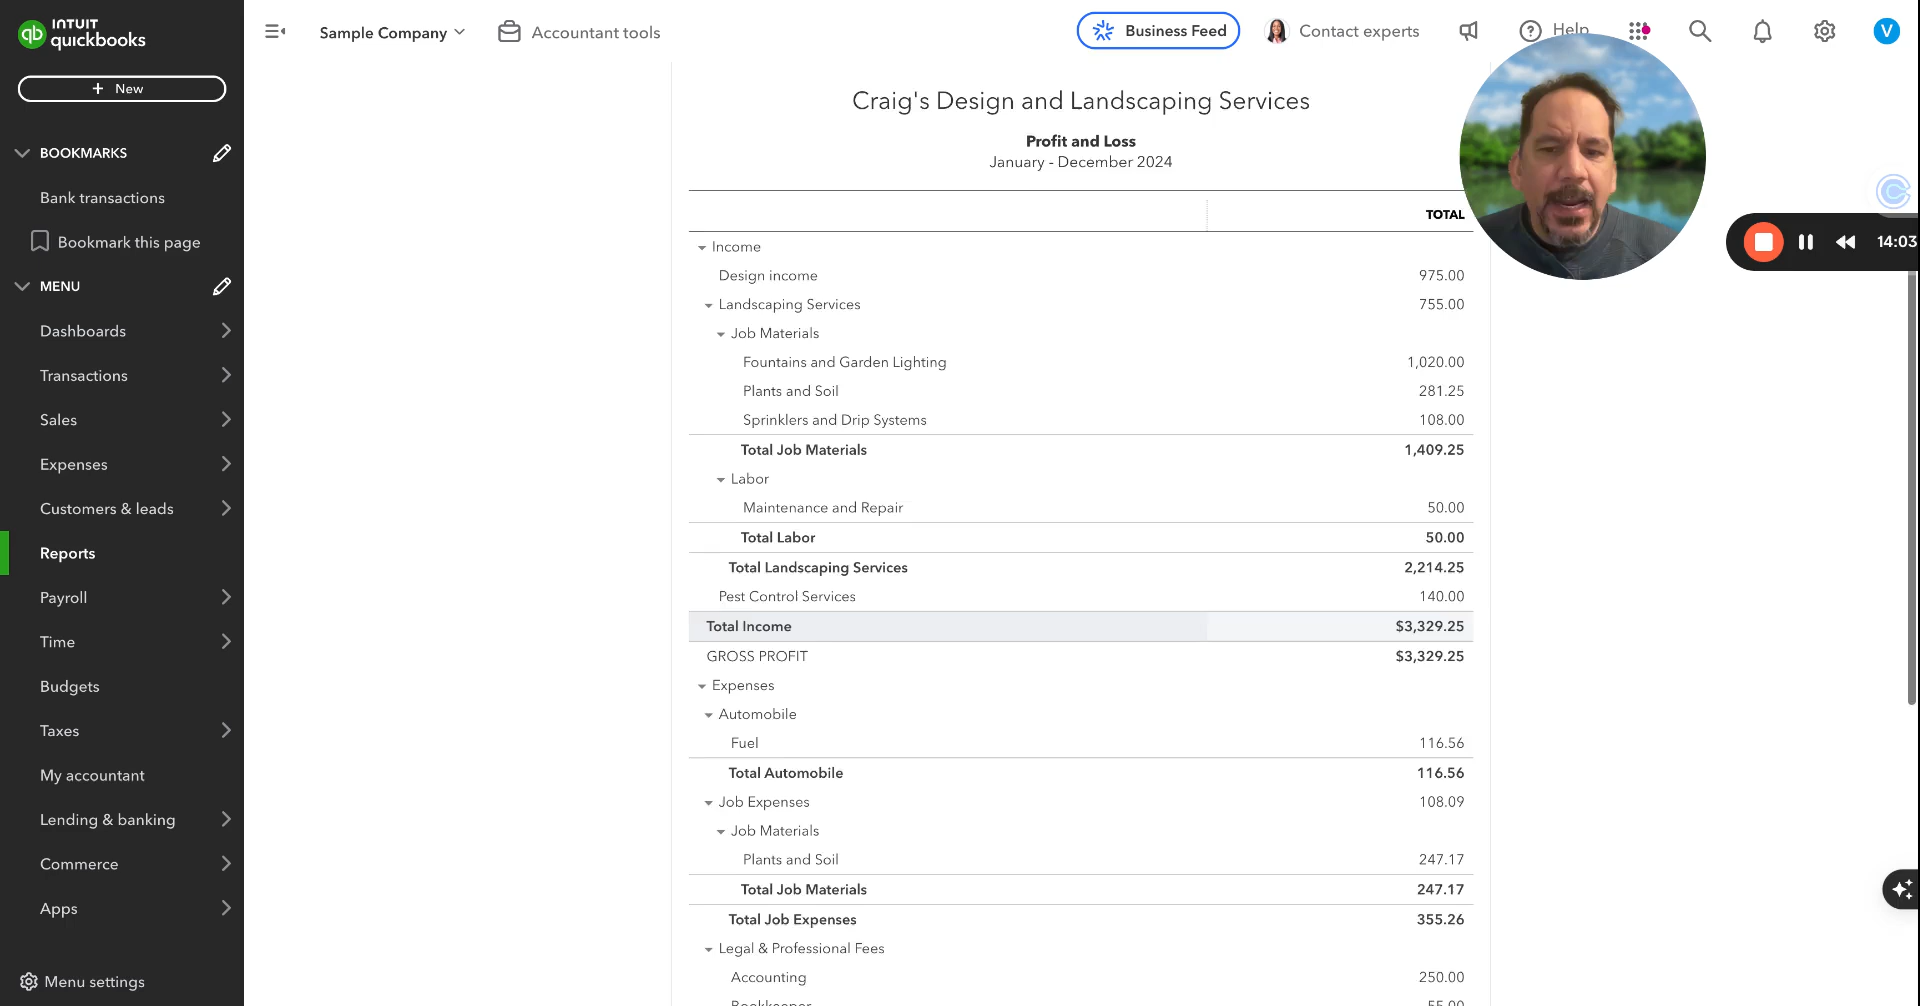 INTUIT
qb quickbooks
+ New
BOOKMARKS
Bank transactions
Bookmark this page
MENU
Dashboards
Transactions
Sales
Expenses
Customers & leads
Reports
Payroll
Time
Budgets
Taxes
My accountant
Lending & banking
Commerce
Apps
Menu settings
Sample Company
Accountant tools
Business Feed
Contact experts
Help
V
14:03
Craig's Design and Landscaping Services
Profit and Loss
January - December 2024
TOTAL
Income
Design income 975.00
Landscaping Services 755.00
Job Materials
Fountains and Garden Lighting 1,020.00
Plants and Soil 281.25
Sprinklers and Drip Systems 108.00
Total Job Materials 1,409.25
Labor
Maintenance and Repair 50.00
Total Labor 50.00
Total Landscaping Services 2,214.25
Pest Control Services 140.00
Total Income $3,329.25
GROSS PROFIT $3,329.25
Expenses
Automobile
Fuel 116.56
Total Automobile 116.56
Job Expenses 108.09
Job Materials
Plants and Soil 247.17
Total Job Materials 247.17
Total Job Expenses 355.26
Legal & Professional Fees
Accounting 250.00
Bookkeeper 55.00